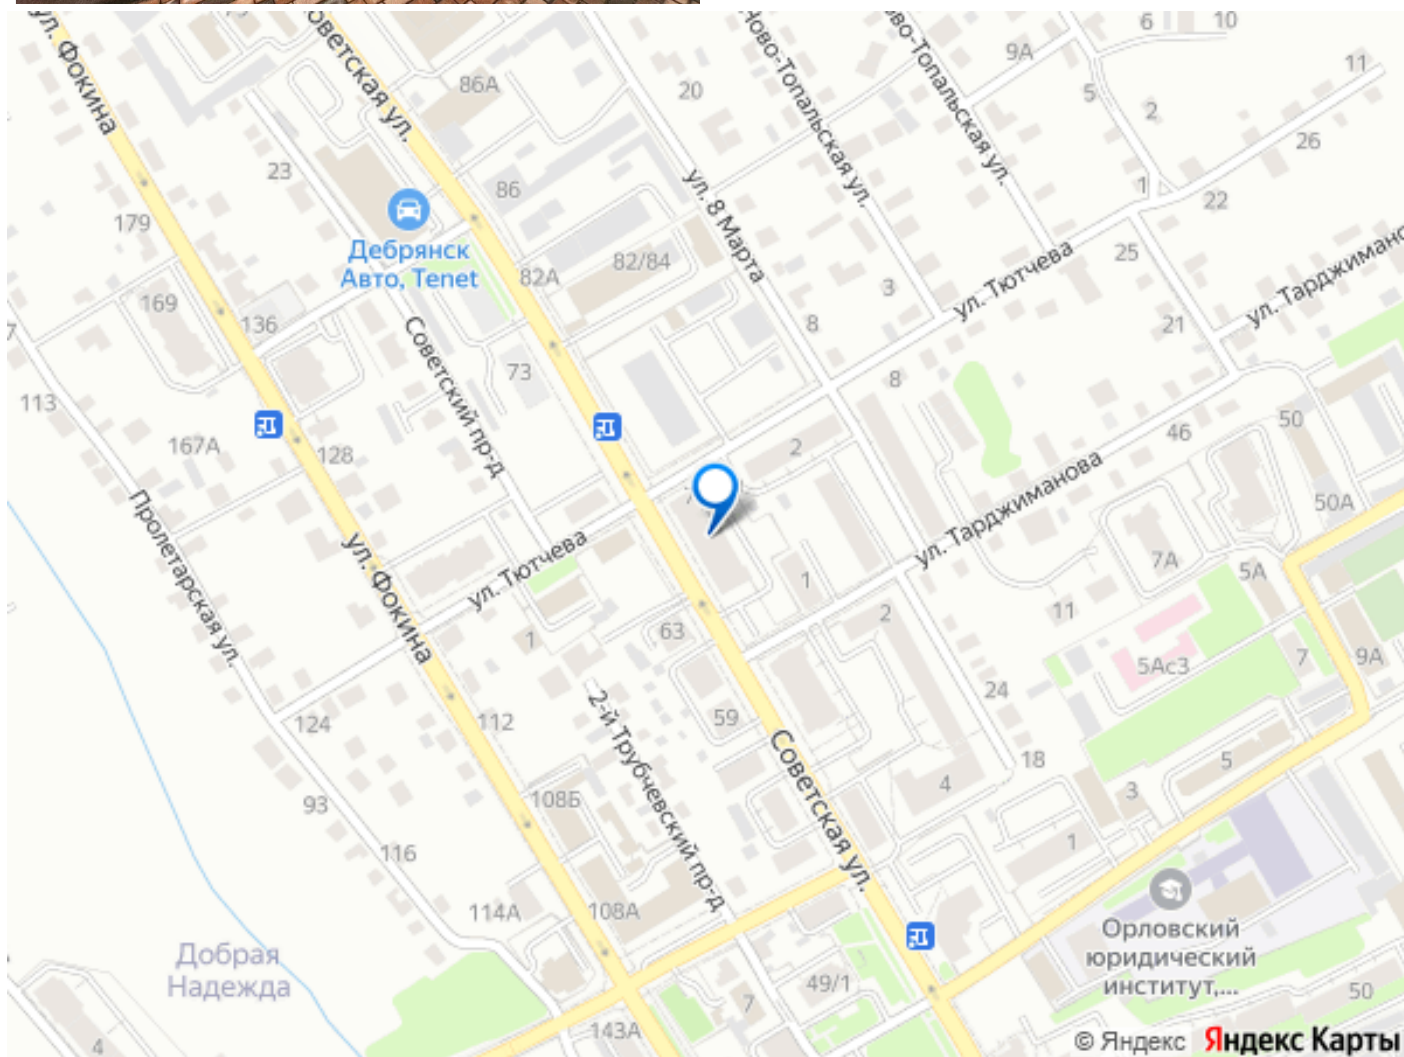 ул. Фокина
Советская ул.
86А
20
Ново-Топальская ул.
ово-Топальская ул.
6
10
9А
5
2
11
26
23
86
ул. 8 Марта
1
22
179
Дебрянск
Авто, Tenet
82А
82/84
25
ул. Тютчева
3
ул. Тарджиманова
169
136
8
21
Советский пр-д
73
8
113
167А
128
2
46
50
50А
Пролетарская ул.
ул. Фокина
ул. Тютчева
ул. Тарджиманова
7А
5А
1
11
1
63
2
5Ас3
7
9А
124
112
2-й Трубчевский пр-д
59
24
Советская ул.
18
5
93
108Б
4
3
116
1
114А
108А
Орловский
юридический
институт,...
Добрая
Надежда
49/1
7
50
143А
4
© Яндекс Яндекс Карты